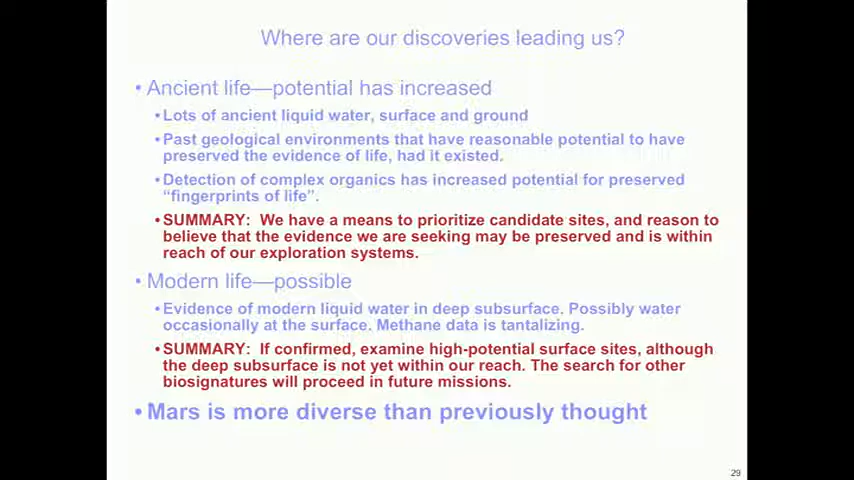 Where are our discoveries leading us?
• Ancient life—potential has increased
• Lots of ancient liquid water, surface and ground
• Past geological environments that have reasonable potential to have
preserved the evidence of life, had it existed.
• Detection of complex organics has increased potential for preserved
“fingerprints of life”.
• SUMMARY: We have a means to prioritize candidate sites, and reason to
believe that the evidence we are seeking may be preserved and is within
reach of our exploration systems.
• Modern life—possible
• Evidence of modern liquid water in deep subsurface. Possibly water
occasionally at the surface. Methane data is tantalizing.
• SUMMARY: If confirmed, examine high-potential surface sites, although
the deep subsurface is not yet within our reach. The search for other
biosignatures will proceed in future missions.
• Mars is more diverse than previously thought
29